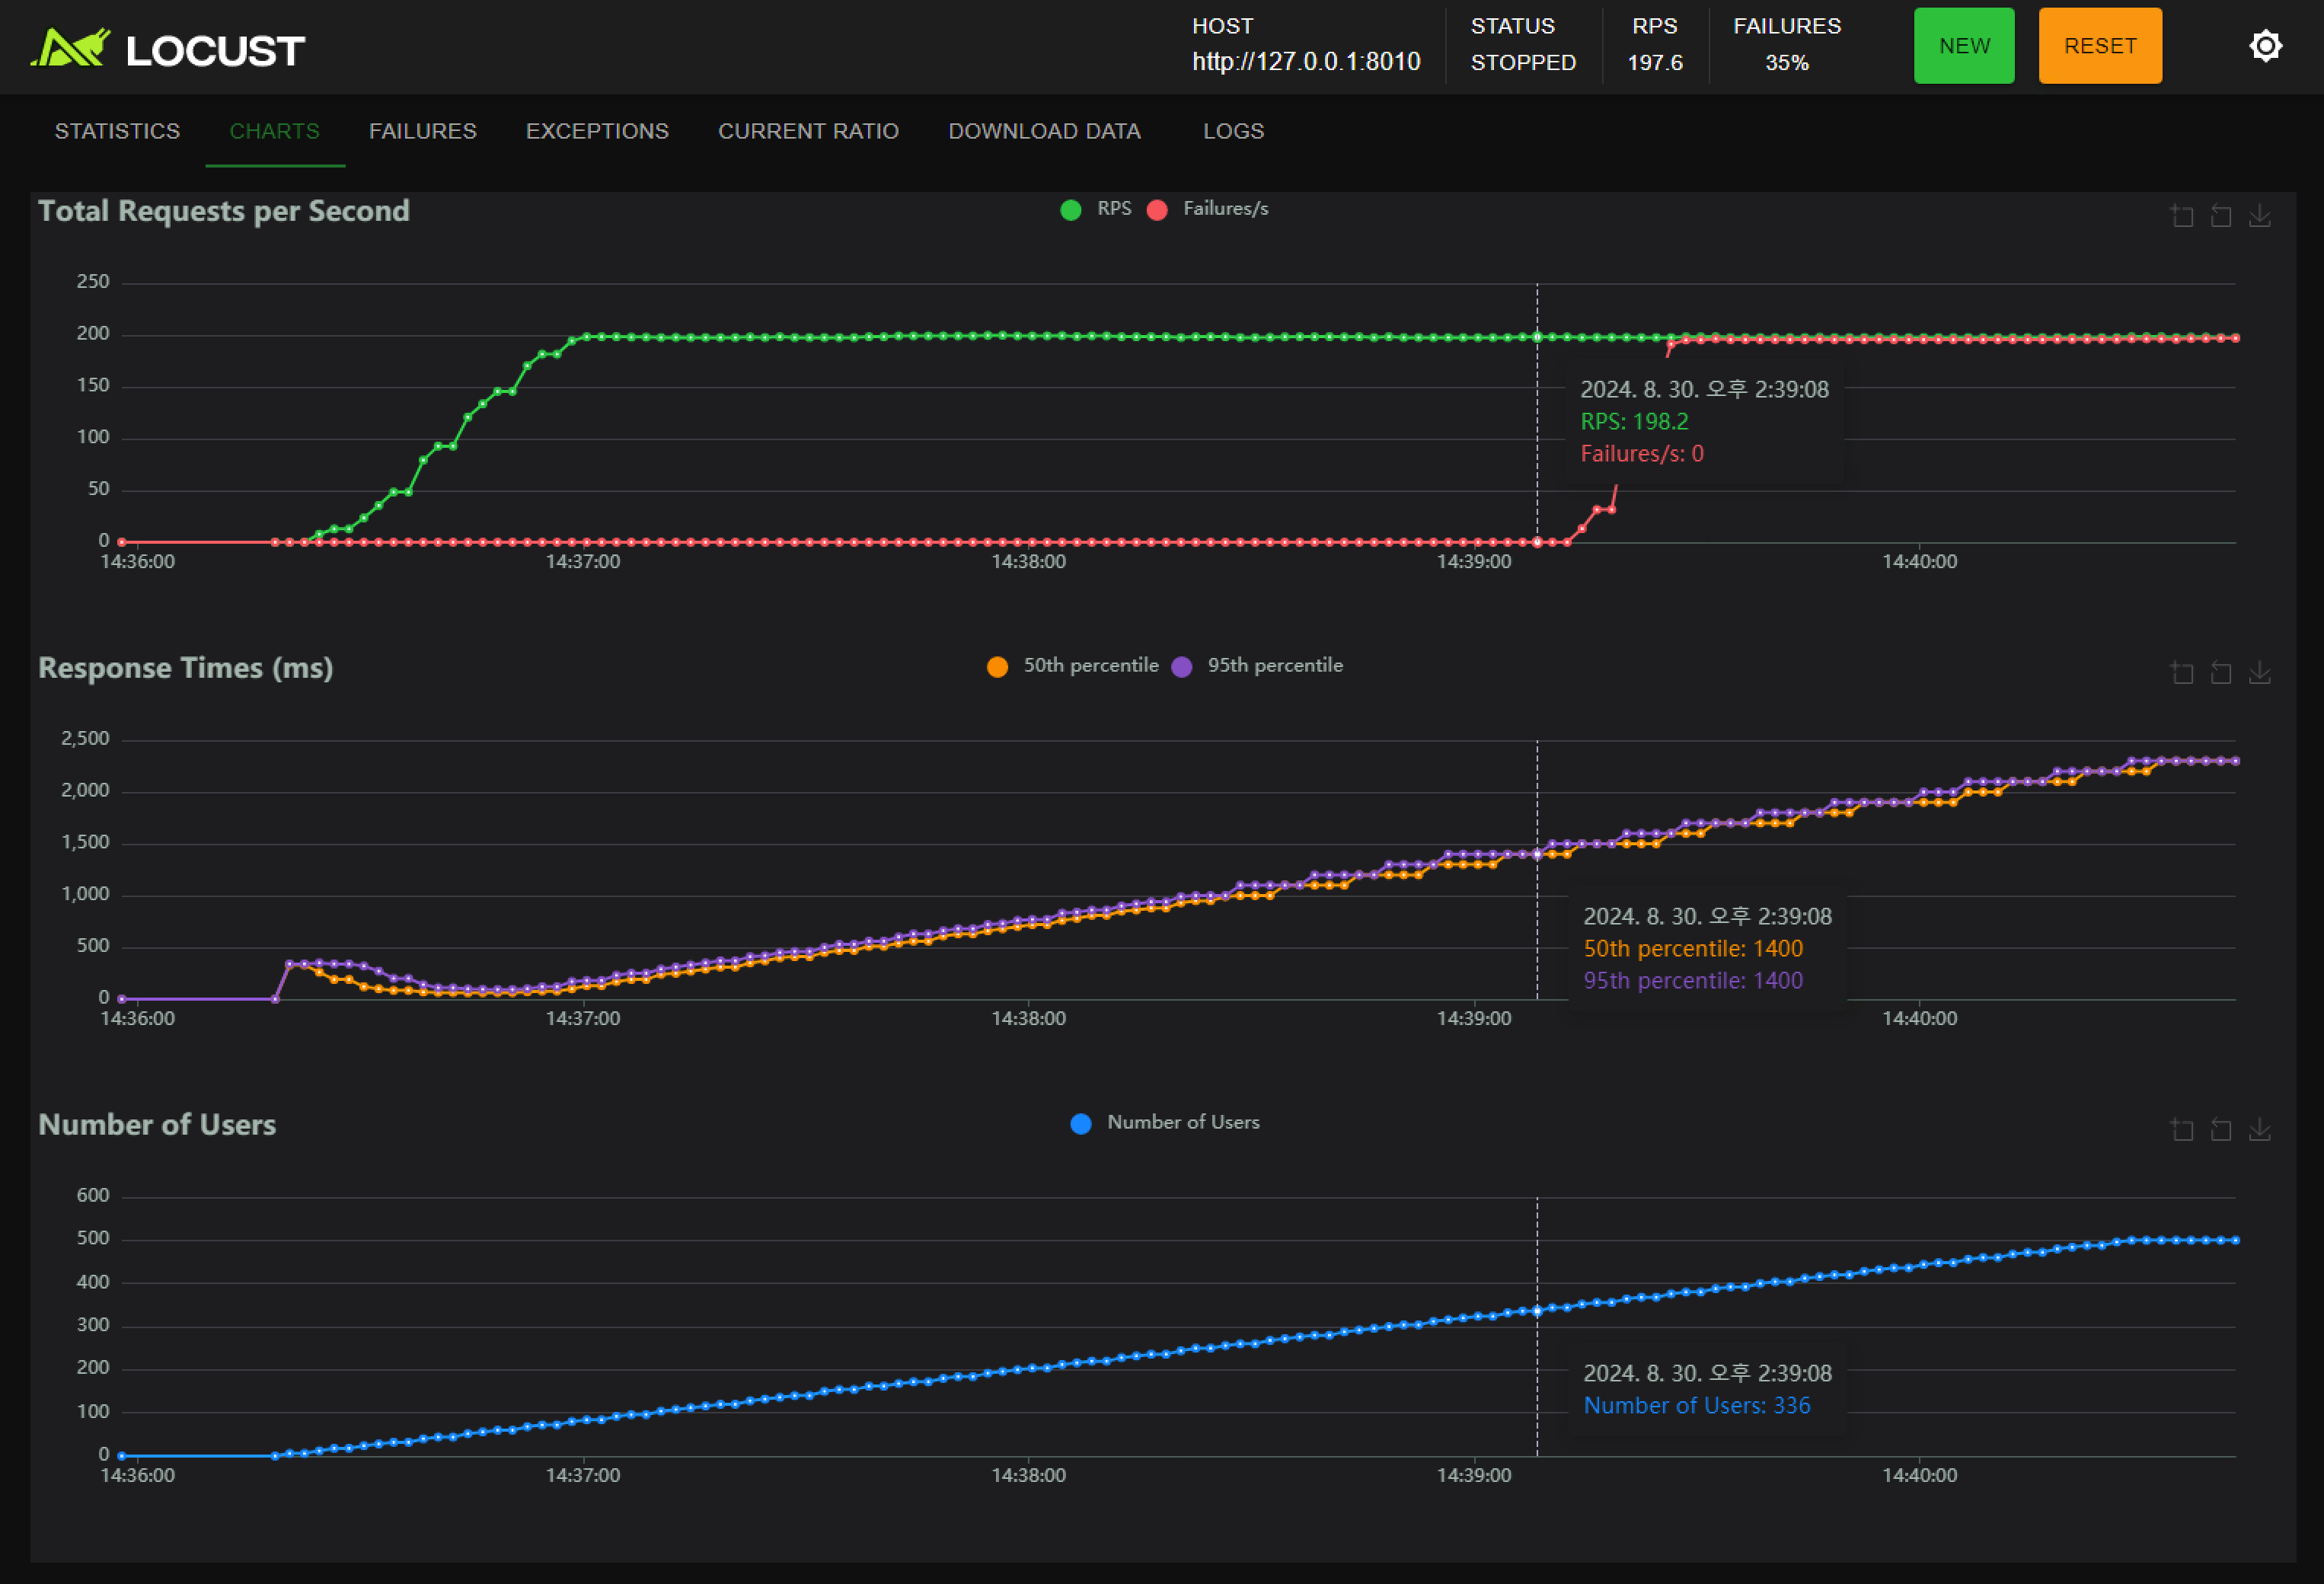 LOCUST
HOST
http://127.0.0.1:8010
STATUS
STOPPED
RPS
197.6
FAILURES
35%
NEW
RESET
STATISTICS
CHARTS
FAILURES
EXCEPTIONS
CURRENT RATIO
DOWNLOAD DATA
LOGS
Total Requests per Second
RPS
Failures/s
250
200
150
100
50
0
2024. 8. 30. 오후 2:39:08
RPS: 198.2
Failures/s: 0
14:36:00
14:37:00
14:38:00
14:39:00
14:40:00
Response Times (ms)
50th percentile
95th percentile
2,500
2,000
1,500
1,000
500
0
2024. 8. 30. 오후 2:39:08
50th percentile: 1400
95th percentile: 1400
14:36:00
14:37:00
14:38:00
14:39:00
14:40:00
Number of Users
Number of Users
600
500
400
300
200
100
0
2024. 8. 30. 오후 2:39:08
Number of Users: 336
14:36:00
14:37:00
14:38:00
14:39:00
14:40:00